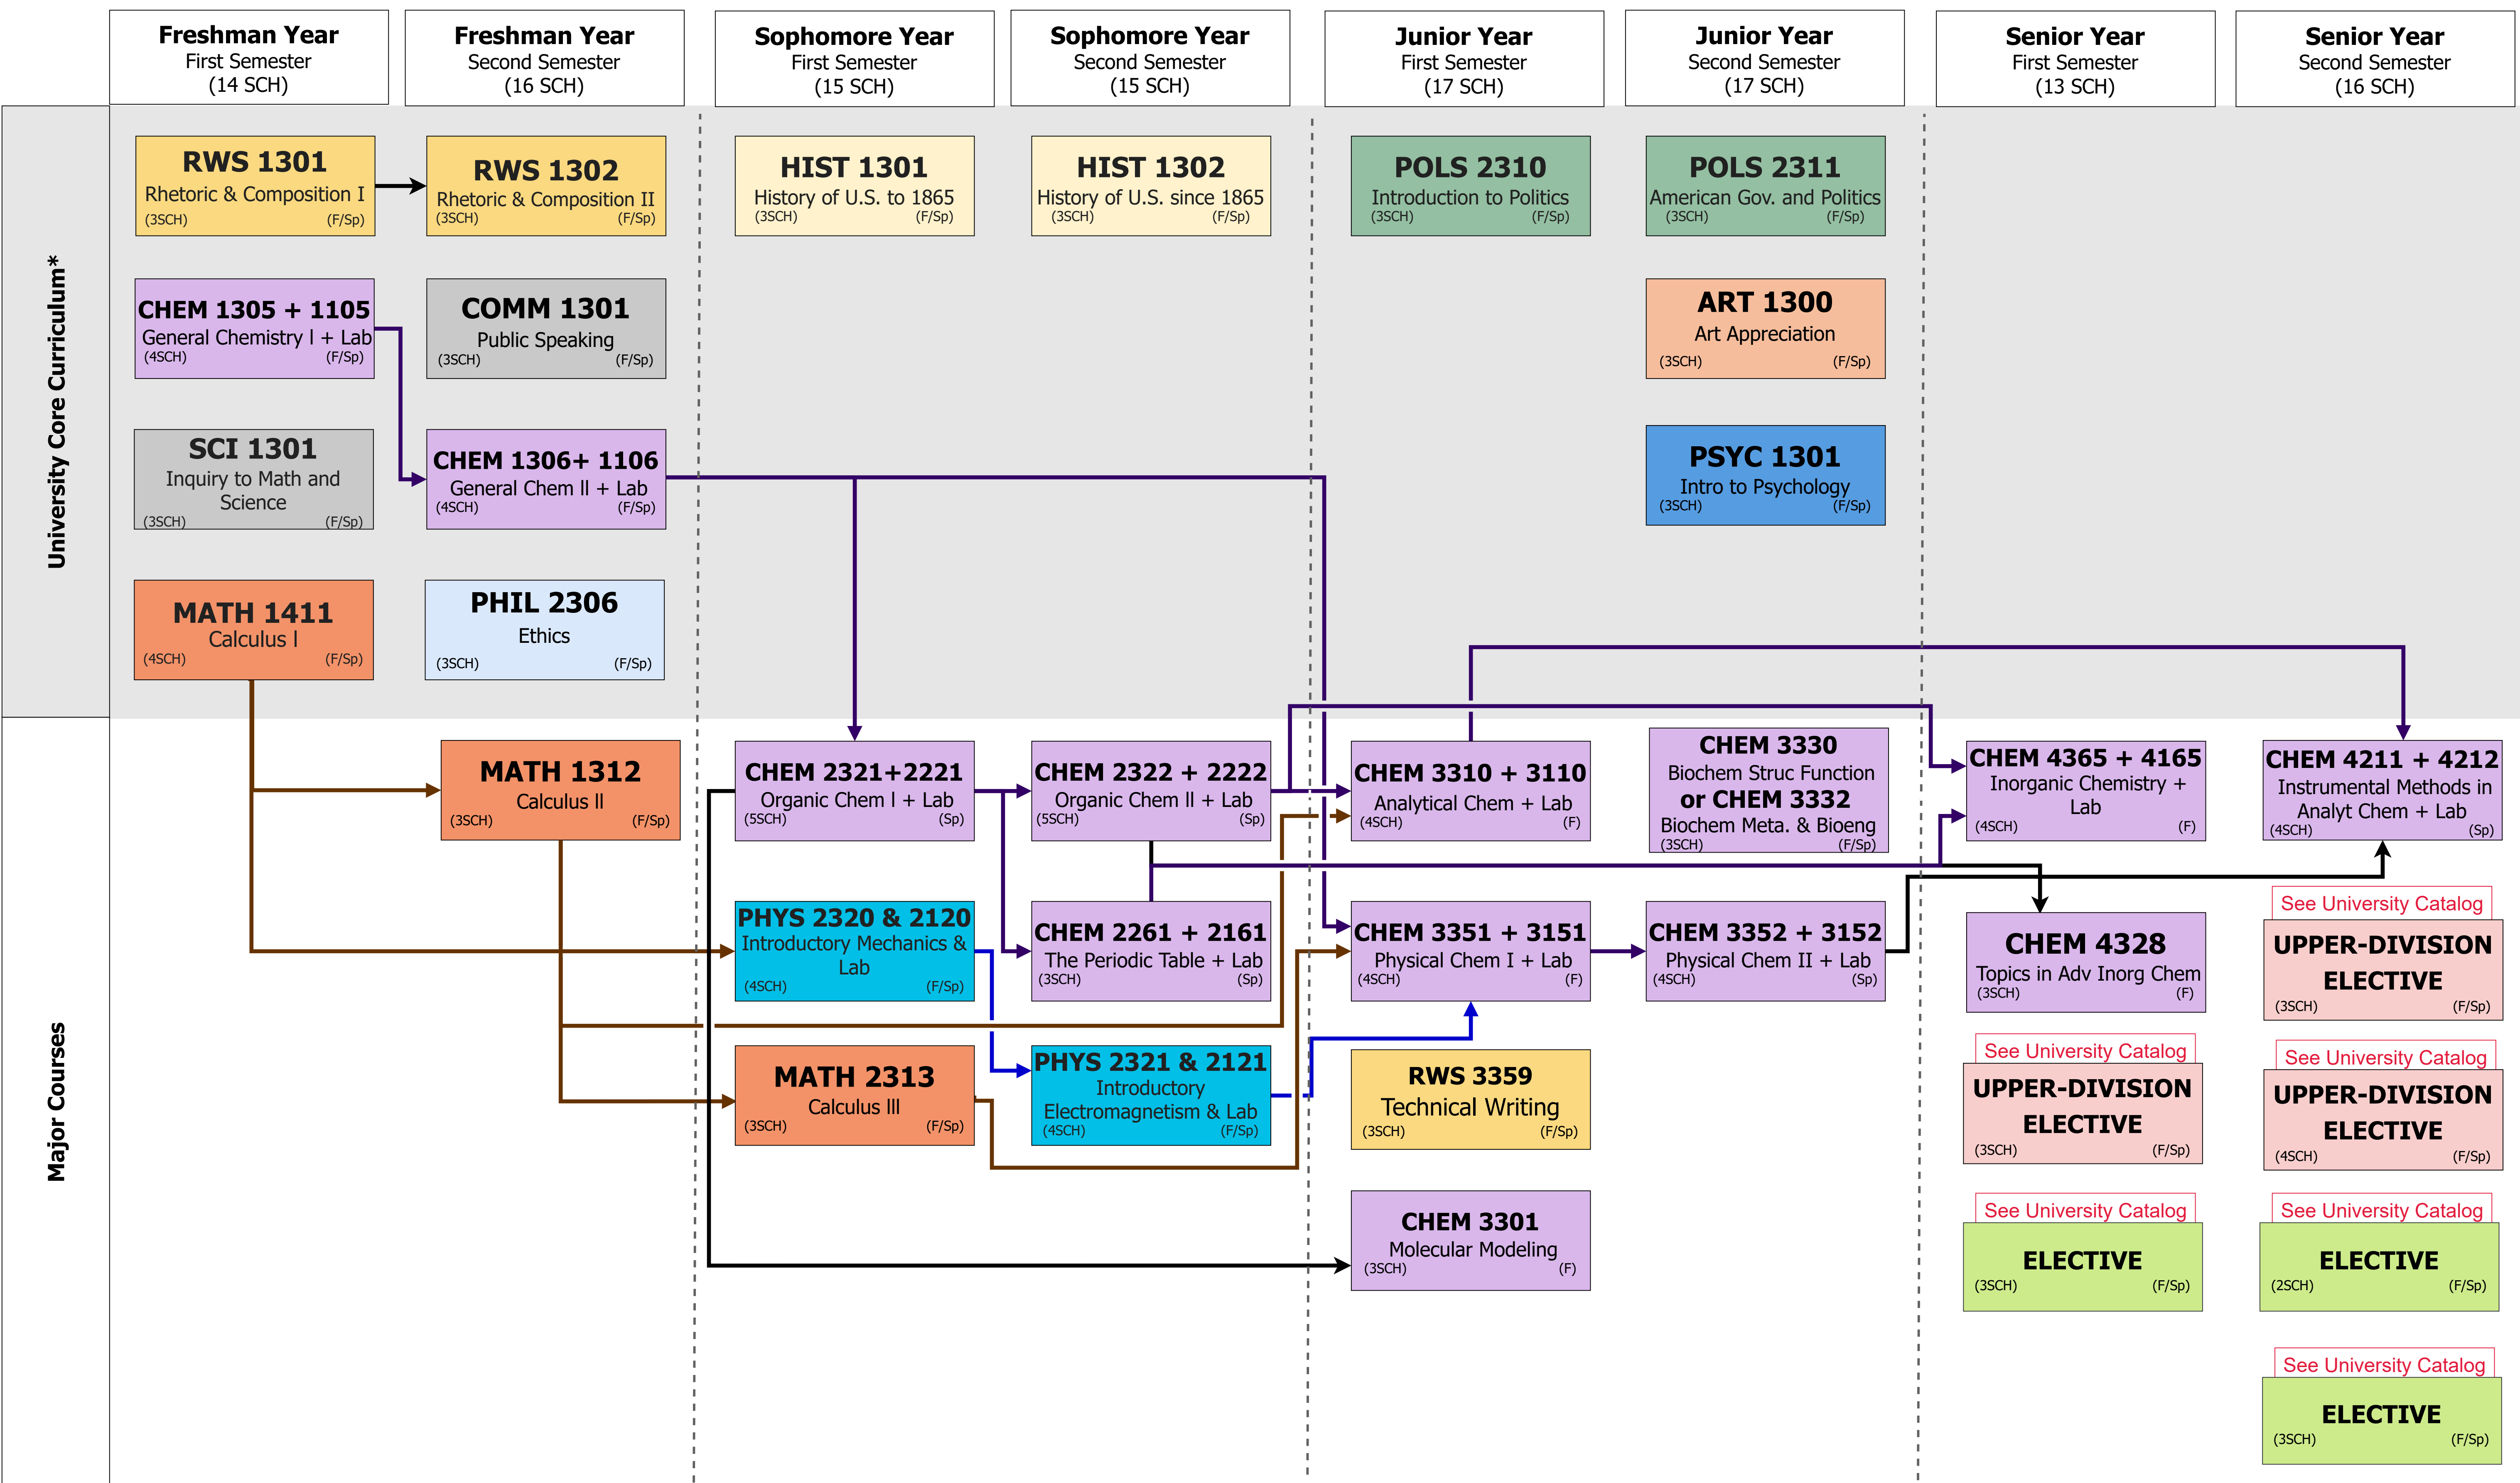 Freshman Year
First Semester
(14 SCH)
Freshman Year
Second Semester
(16 SCH)
Sophomore Year
First Semester
(15 SCH)
Sophomore Year
Second Semester
(15 SCH)
Junior Year
First Semester
(17 SCH)
Junior Year
Second Semester
(17 SCH)
Senior Year
First Semester
(13 SCH)
Senior Year
Second Semester
(16 SCH)
University Core Curriculum*
RWS 1301
Rhetoric & Composition I
(3SCH) (F/Sp)
RWS 1302
Rhetoric & Composition II
(3SCH) (F/Sp)
HIST 1301
History of U.S. to 1865
(3SCH) (F/Sp)
HIST 1302
History of U.S. since 1865
(3SCH) (F/Sp)
POLS 2310
Introduction to Politics
(3SCH) (F/Sp)
POLS 2311
American Gov. and Politics
(3SCH) (F/Sp)
CHEM 1305 + 1105
General Chemistry l + Lab
(4SCH) (F/Sp)
COMM 1301
Public Speaking
(3SCH) (F/Sp)
ART 1300
Art Appreciation
(3SCH) (F/Sp)
SCI 1301
Inquiry to Math and
Science
(3SCH) (F/Sp)
CHEM 1306+ 1106
General Chem ll + Lab
(4SCH) (F/Sp)
PSYC 1301
Intro to Psychology
(3SCH) (F/Sp)
MATH 1411
Calculus l
(4SCH) (F/Sp)
PHIL 2306
Ethics
(3SCH) (F/Sp)
Major Courses
MATH 1312
Calculus ll
(3SCH) (F/Sp)
CHEM 2321+2221
Organic Chem l + Lab
(5SCH) (Sp)
CHEM 2322 + 2222
Organic Chem ll + Lab
(5SCH) (Sp)
CHEM 3310 + 3110
Analytical Chem + Lab
(4SCH) (F)
CHEM 3330
Biochem Struc Function
or CHEM 3332
Biochem Meta. & Bioeng
(3SCH) (F/Sp)
CHEM 4365 + 4165
Inorganic Chemistry +
Lab
(4SCH) (F)
CHEM 4211 + 4212
Instrumental Methods in
Analyt Chem + Lab
(4SCH) (Sp)
PHYS 2320 & 2120
Introductory Mechanics &
Lab
(4SCH) (F/Sp)
CHEM 2261 + 2161
The Periodic Table + Lab
(3SCH) (Sp)
CHEM 3351 + 3151
Physical Chem I + Lab
(4SCH) (F)
CHEM 3352 + 3152
Physical Chem II + Lab
(4SCH) (Sp)
CHEM 4328
Topics in Adv Inorg Chem
(3SCH) (F)
See University Catalog
UPPER-DIVISION
ELECTIVE
(3SCH) (F/Sp)
MATH 2313
Calculus lll
(3SCH) (F/Sp)
PHYS 2321 & 2121
Introductory
Electromagnetism & Lab
(4SCH) (F/Sp)
RWS 3359
Technical Writing
(3SCH) (F/Sp)
See University Catalog
UPPER-DIVISION
ELECTIVE
(3SCH) (F/Sp)
See University Catalog
UPPER-DIVISION
ELECTIVE
(4SCH) (F/Sp)
CHEM 3301
Molecular Modeling
(3SCH) (F)
See University Catalog
ELECTIVE
(3SCH) (F/Sp)
See University Catalog
ELECTIVE
(2SCH) (F/Sp)
See University Catalog
ELECTIVE
(3SCH) (F/Sp)